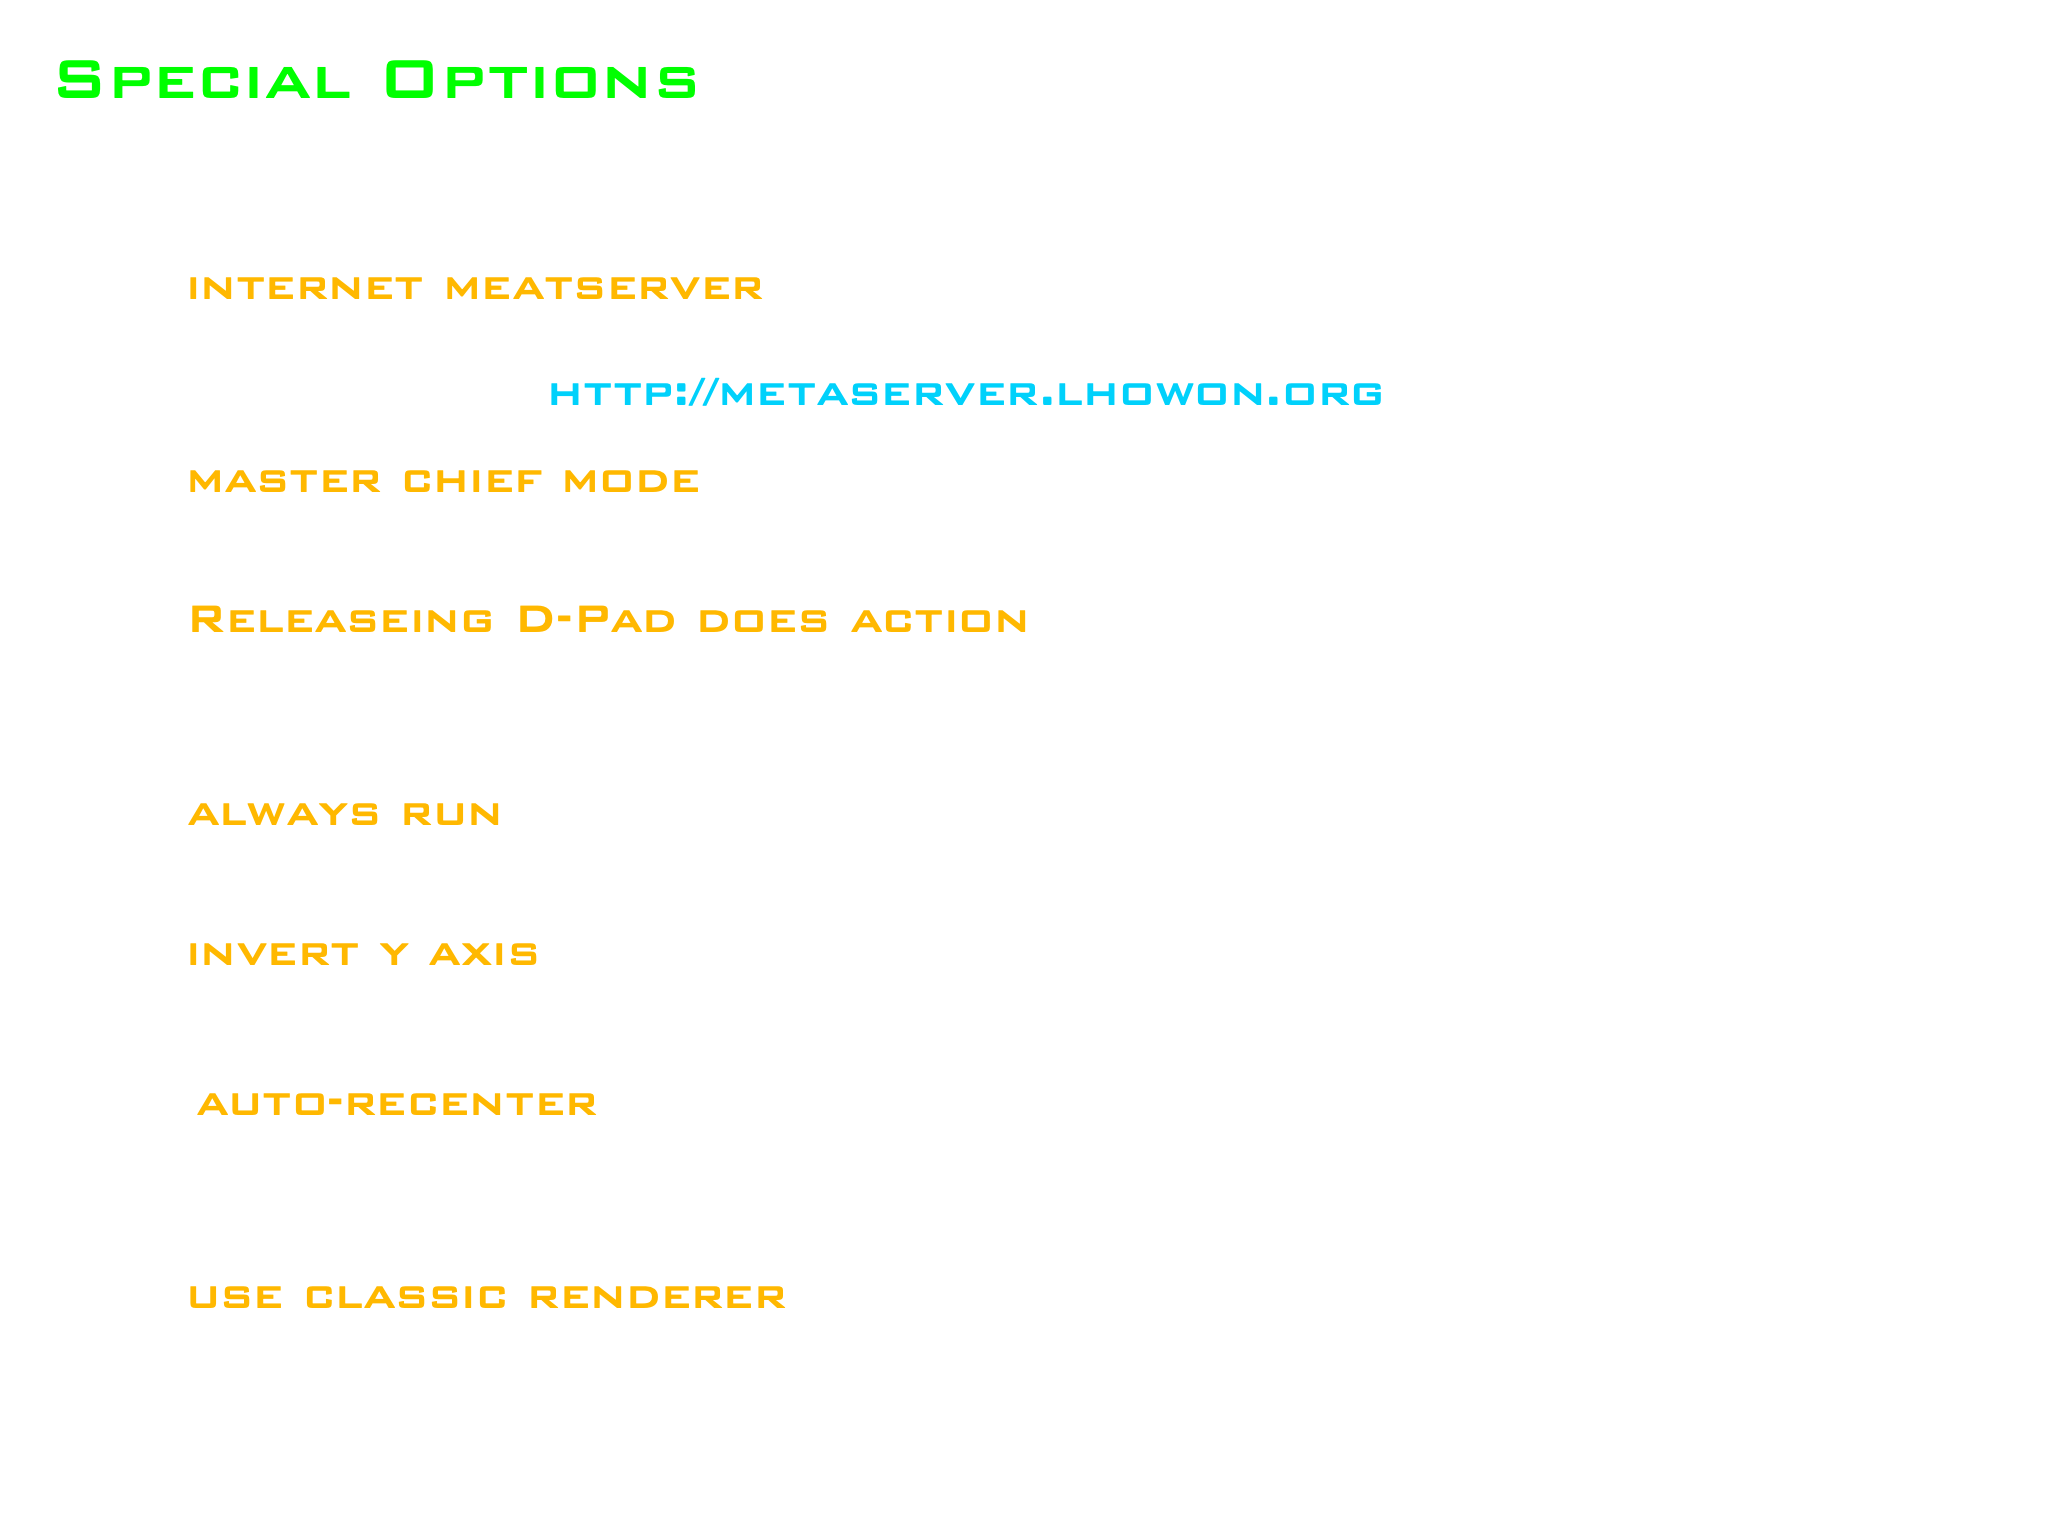 Special Options
internet meatserver
http://metaserver.lhowon.org
master chief mode
Releaseing D-Pad does action
always run
invert y axis
auto-recenter
use classic renderer